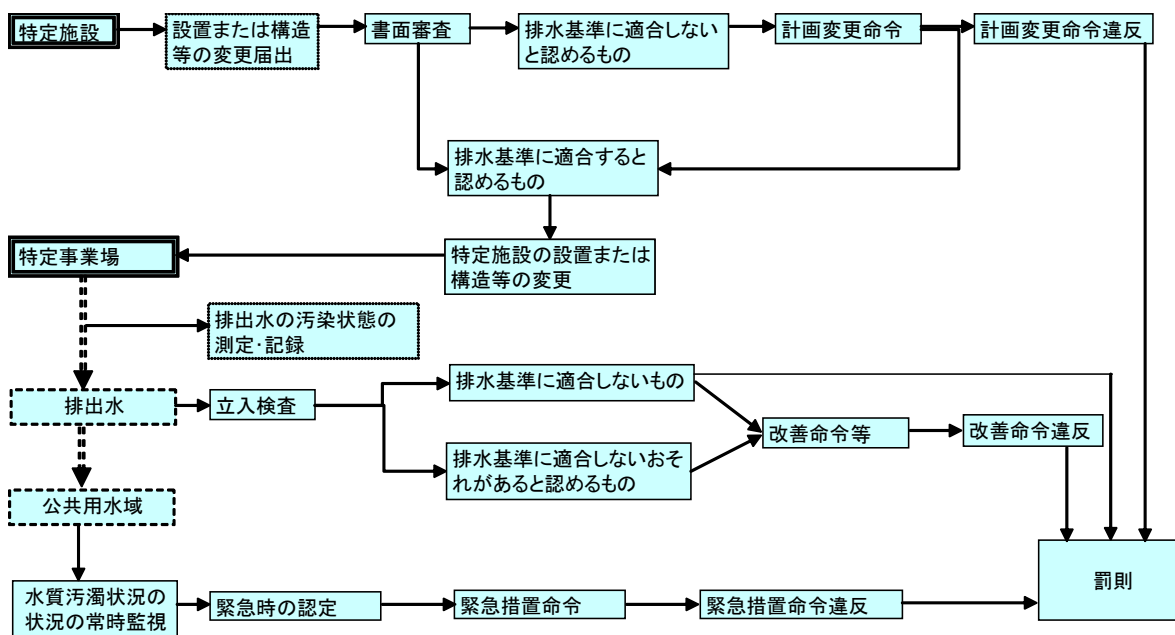 特定施設
設置または構造
等の変更届出
書面審査
排水基準に適合しない
と認めるもの
計画変更命令
計画変更命令違反
排水基準に適合すると
認めるもの
特定事業場
特定施設の設置または
構造等の変更
排出水の汚染状態の
測定・記録
排出水
立入検査
排水基準に適合しないもの
排水基準に適合しないおそ
れがあると認めるもの
改善命令等
改善命令違反
公共用水域
水質汚濁状況の
状況の常時監視
緊急時の認定
緊急措置命令
緊急措置命令違反
罰則